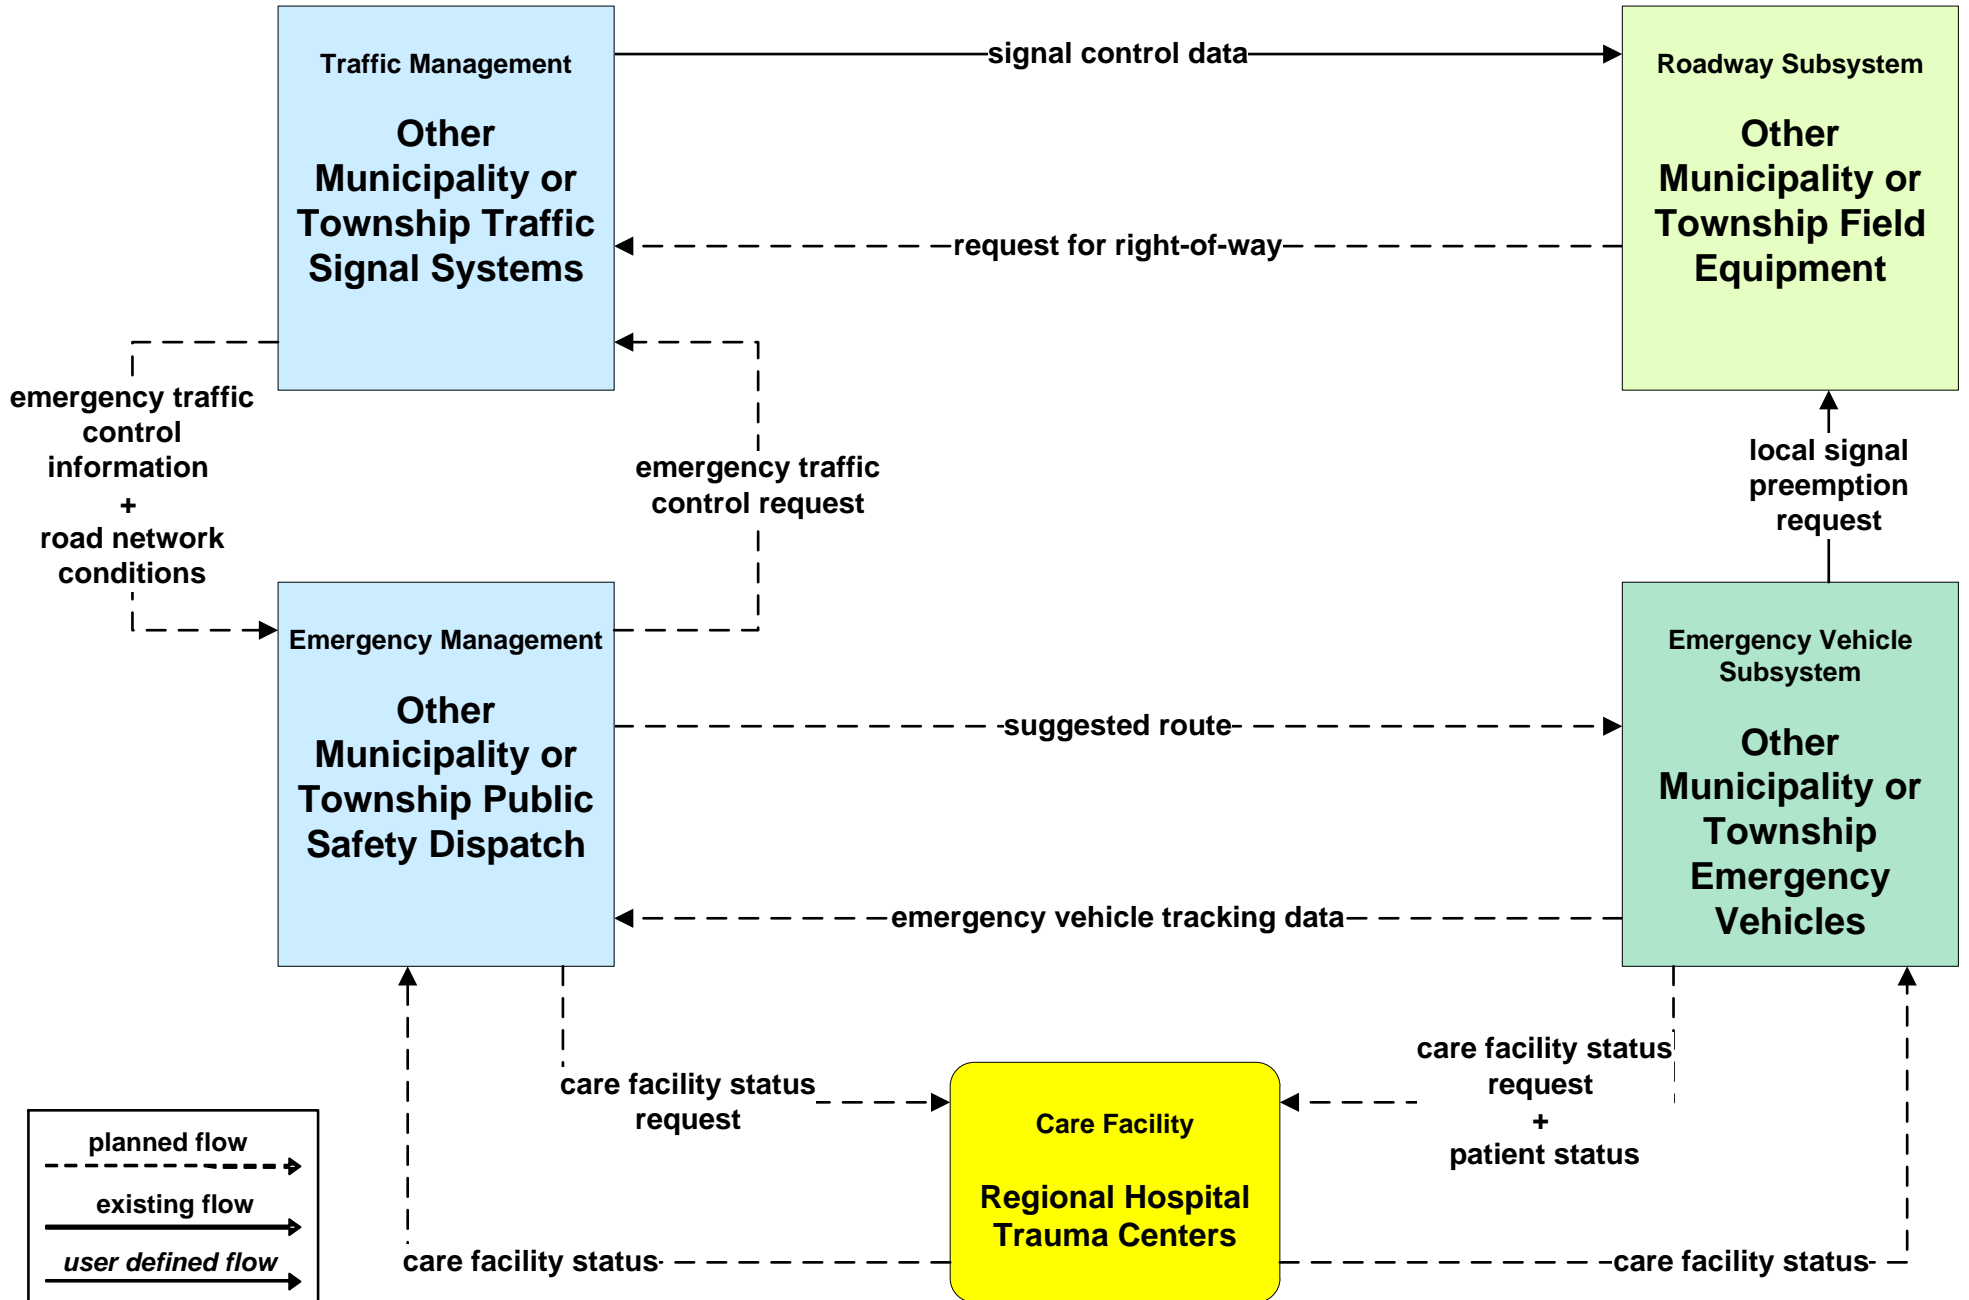 Traffic Management
Other
Municipality or
Township Traffic
Signal Systems
signal control data
Roadway Subsystem
Other
Municipality or
Township Field
Equipment
request for right-of-way
emergency traffic
control
information
+
road network
conditions
emergency traffic
control request
local signal
preemption
request
Emergency Management
Other
Municipality or
Township Public
Safety Dispatch
suggested route
emergency vehicle tracking data
Emergency Vehicle
Subsystem
Other
Municipality or
Township
Emergency
Vehicles
care facility status
request
care facility status
request
+
patient status
Care Facility
Regional Hospital
Trauma Centers
care facility status
care facility status
planned flow
existing flow
user defined flow